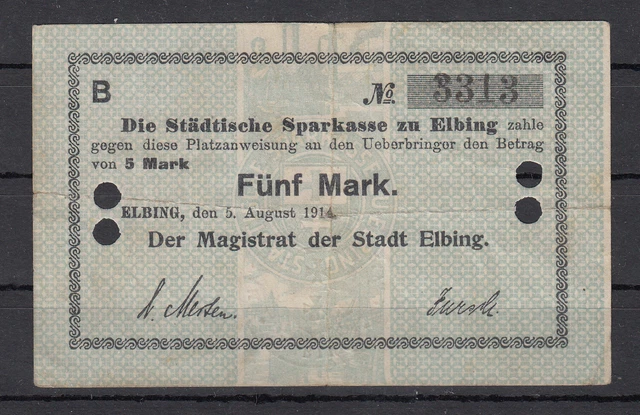 B
No. 3313
Die Städtische Sparkasse zu Elbing zahle
gegen diese Platzanweisung an den Ueberbringer den Betrag
von 5 Mark
Fünf Mark.
ELBING, den 5. August 1914.
Der Magistrat der Stadt Elbing.